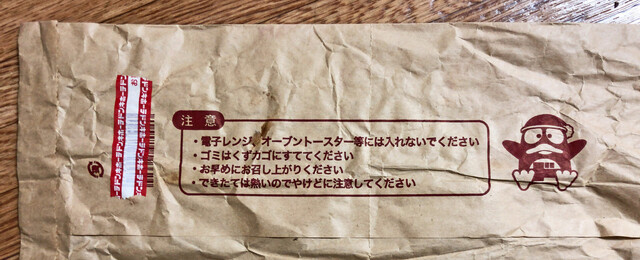 注意
・電子レンジ、オーブントースター等には入れないでください
・ゴミはくずカゴにすててください
・お早めにお召し上がりください
・できたては熱いのでやけどに注意してください